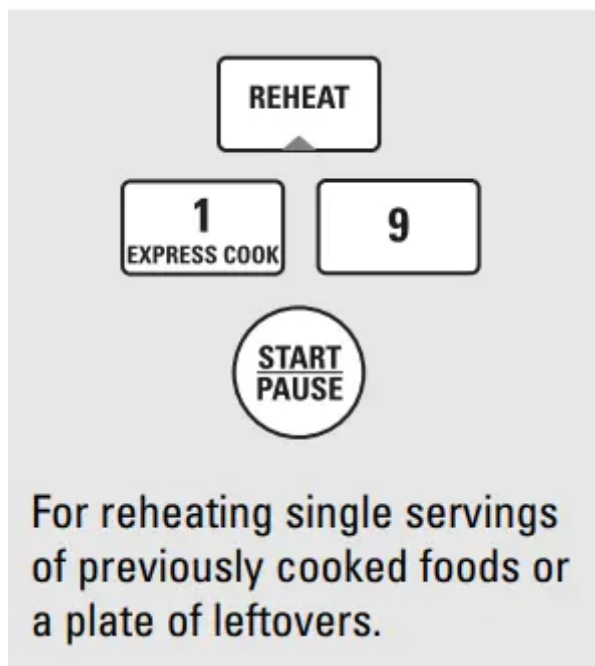 REHEAT
1 9
EXPRESS COOK
START
PAUSE
For reheating single servings
of previously cooked foods or
a plate of leftovers.